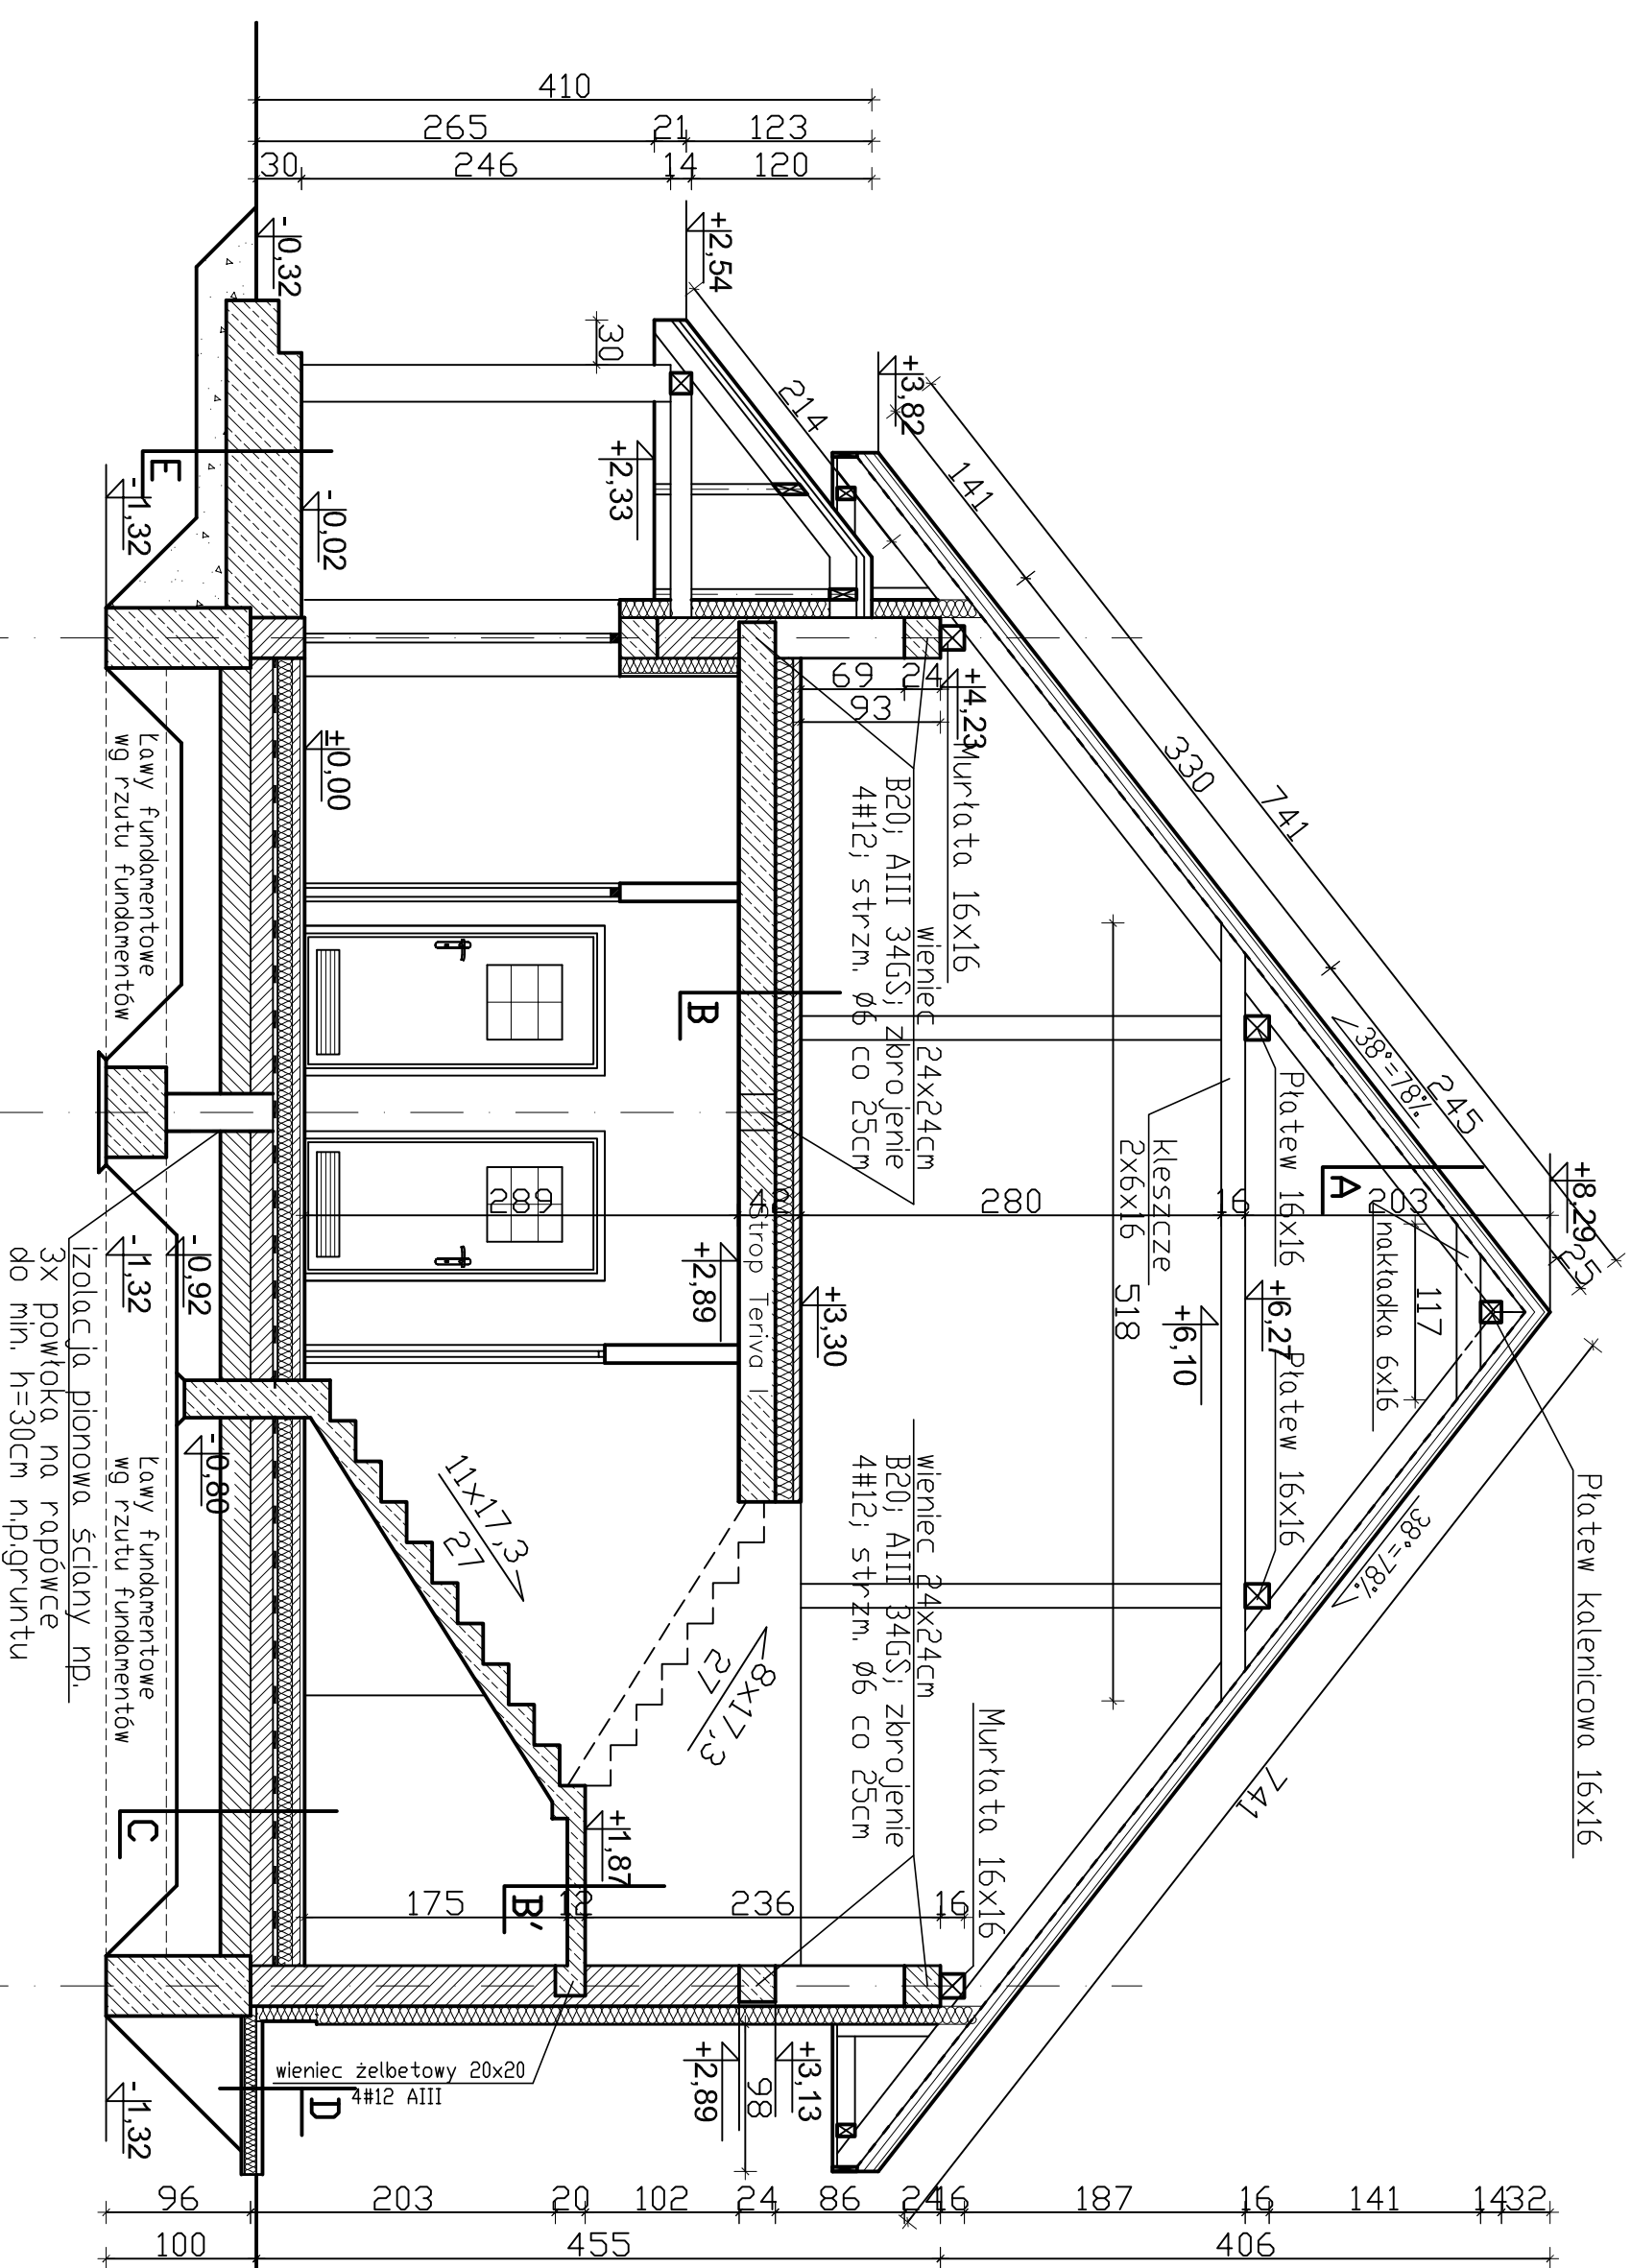 410
265
21
123
30
246
14
120
-0,32
+2,54
+3,82
30
214
141
330
741
245
25
<38°=78%
+8,29
E
-1,32
-0,02
+2,33
69
24
93
+4,23
Murłata 16x16
wieniec 24x24cm
B20; AIII 34GS; zbrojenie
4#12; strzm. ø6 co 25cm
±0,00
Ławy fundamentowe
wg rzutu fundamentów
B
A
Płatew 16x16
kleszcze
2x6x16
518
289
42
280
16
203
2nakładka 6x16
117
Strop Teriva I
+2,89
+3,30
+6,10
+6,27
Płatew 16x16
Płatew kalenicowa 16x16
-1,32
-0,92
-0,80
izolacja pionowa ściany np.
3x powłoka na rapówce
do min. h=30cm n.p.gruntu
Ławy fundamentowe
wg rzutu fundamentów
11x17,3
27
8x17,3
27
wieniec 24x24cm
B20; AIII 34GS; zbrojenie
4#12; strzm. ø6 co 25cm
Murłata 16x16
38°=78%
741
C
+1,87
B'
175
12
236
16
wieniec żelbetowy 20x20
4#12 AIII
D
+2,89
+3,13
98
-1,32
96
203
20
102
24
86
24
16
187
16
141
14
32
100
455
406